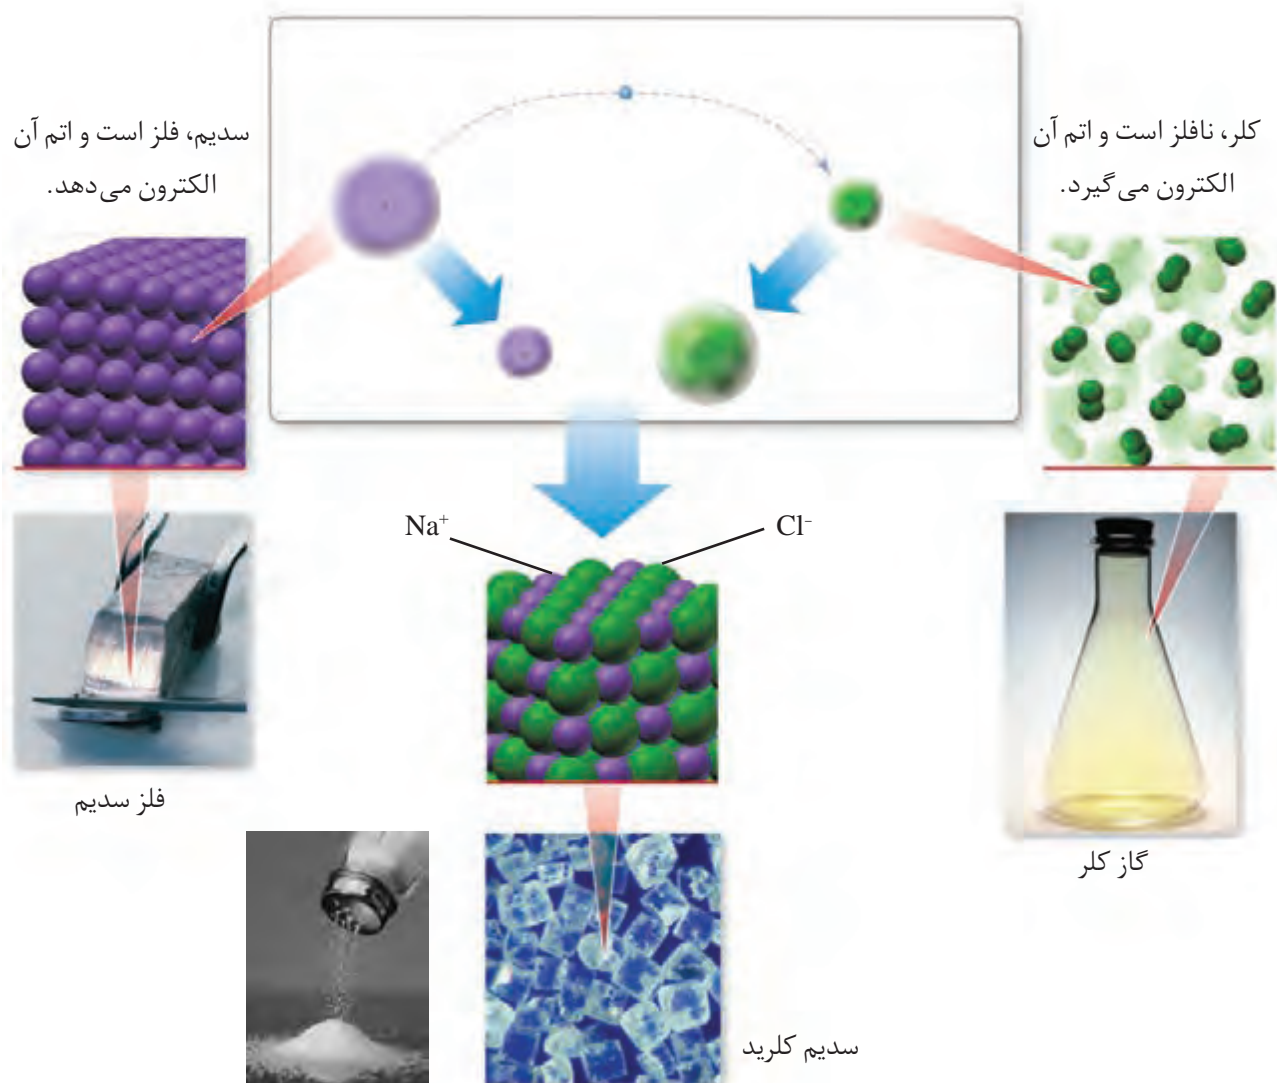 کلر، نافلز است و اتم آن
الکترون می‌گیرد.
سدیم، فلز است و اتم آن
الکترون می‌دهد.
Na⁺
Cl⁻
فلز سدیم
گاز کلر
سدیم کلرید